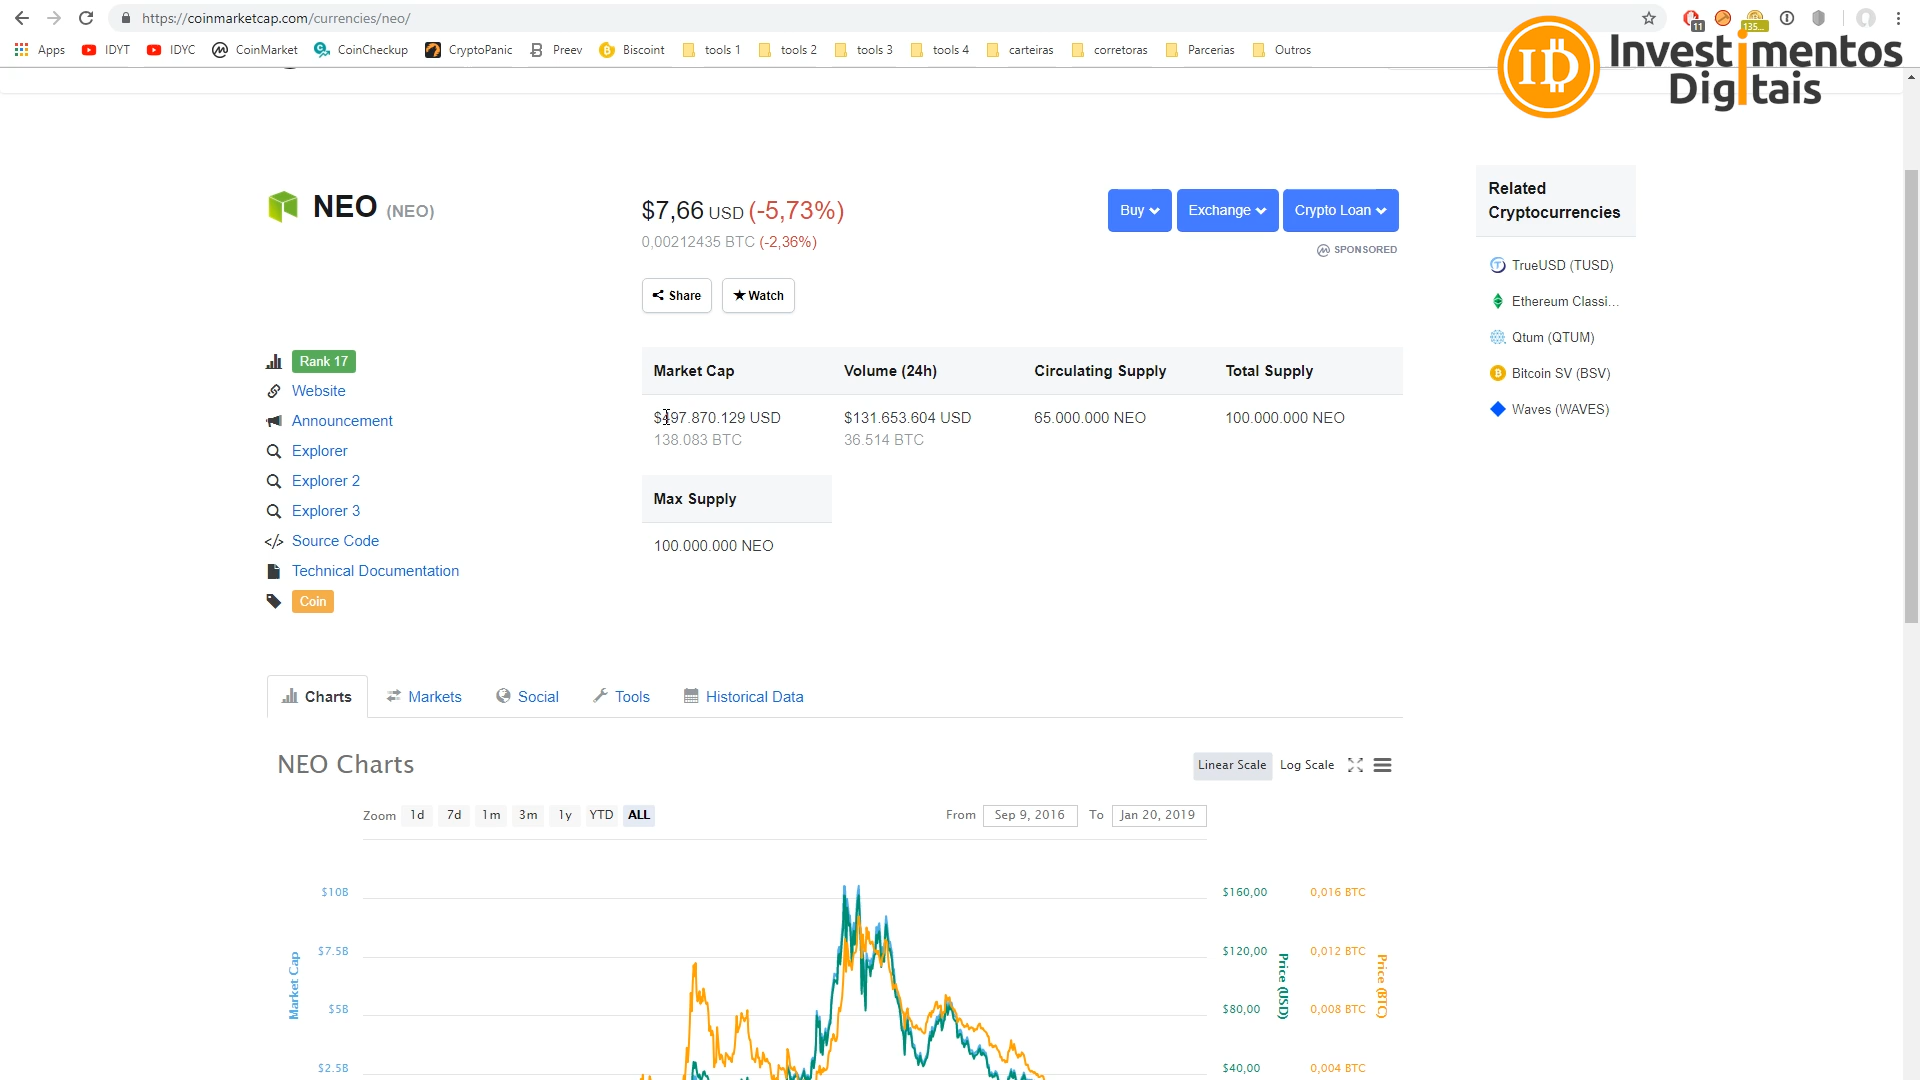 https://coinmarketcap.com/currencies/neo/
11
135...
Apps IDYT IDYC CoinMarket CoinCheckup CryptoPanic Preev Biscoint tools 1 tools 2 tools 3 tools 4 carteiras corretoras Parcerias Outros
ID
Investimentos
Digitais
NEO (NEO)
$7,66 USD (-5,73%)
0,00212435 BTC (-2,36%)
Buy Exchange Crypto Loan
SPONSORED
Share Watch
Related
Cryptocurrencies
TrueUSD (TUSD)
Ethereum Classi...
Qtum (QTUM)
Bitcoin SV (BSV)
Waves (WAVES)
Rank 17
Website
Announcement
Explorer
Explorer 2
Explorer 3
Source Code
Technical Documentation
Coin
Market Cap Volume (24h) Circulating Supply Total Supply
$497.870.129 USD $131.653.604 USD 65.000.000 NEO 100.000.000 NEO
138.083 BTC 36.514 BTC
Max Supply
100.000.000 NEO
Charts Markets Social Tools Historical Data
NEO Charts
Linear Scale Log Scale
Zoom 1d 7d 1m 3m 1y YTD ALL From Sep 9, 2016 To Jan 20, 2019
$10B $160,00 0,016 BTC
$7.5B $120,00 0,012 BTC
$5B $80,00 0,008 BTC
$2.5B $40,00 0,004 BTC
Market Cap
Price (USD)
Price (BTC)